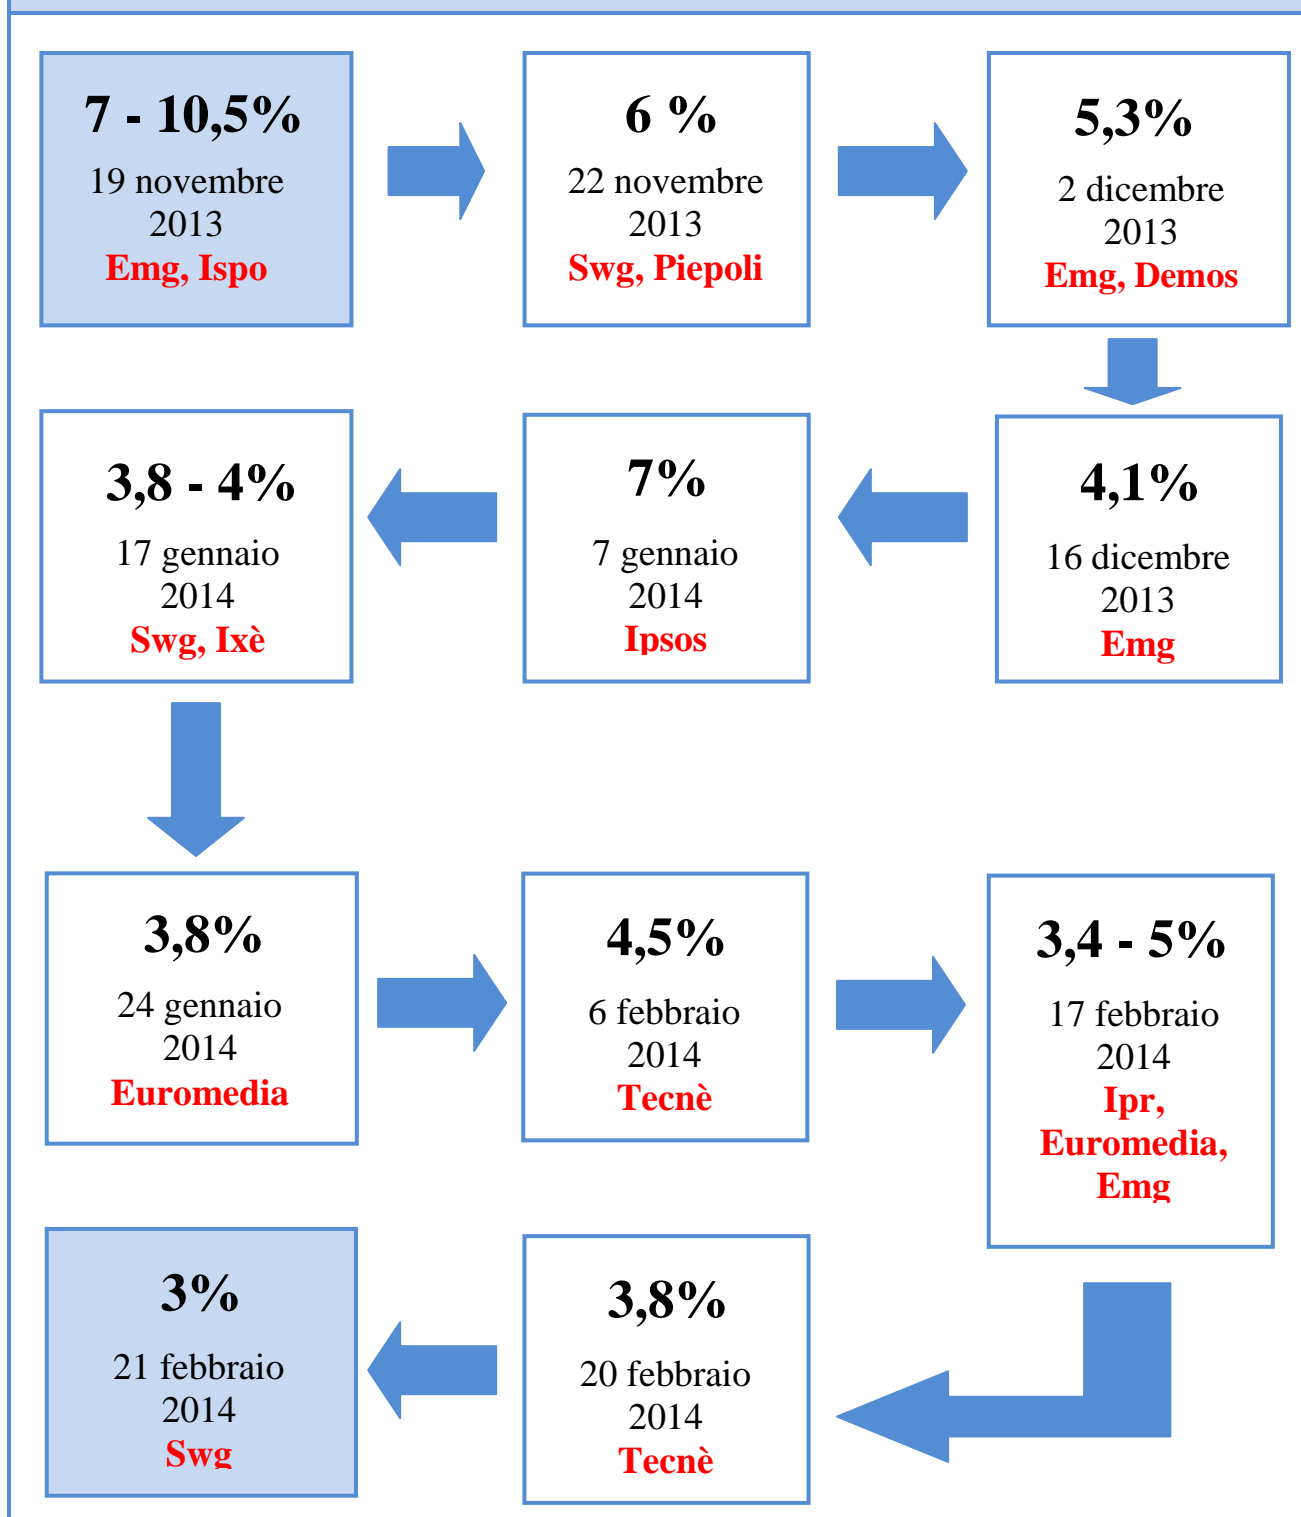 7 - 10,5%
19 novembre
2013
Emg, Ispo
6 %
22 novembre
2013
Swg, Piepoli
5,3%
2 dicembre
2013
Emg, Demos
4,1%
16 dicembre
2013
Emg
7%
7 gennaio
2014
Ipsos
3,8 - 4%
17 gennaio
2014
Swg, Ixè
3,8%
24 gennaio
2014
Euromedia
4,5%
6 febbraio
2014
Tecnè
3,4 - 5%
17 febbraio
2014
Ipr,
Euromedia,
Emg
3,8%
20 febbraio
2014
Tecnè
3%
21 febbraio
2014
Swg